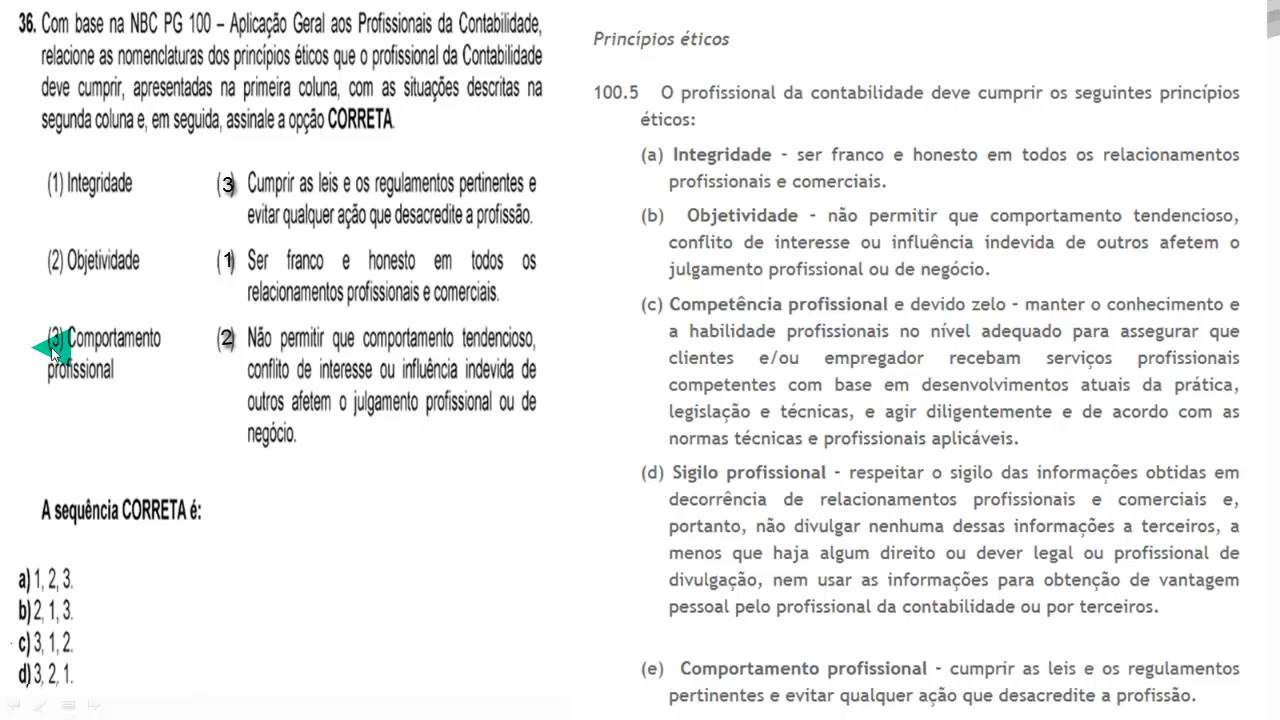 36. Com base na NBC PG 100 – Aplicação Geral aos Profissionais da Contabilidade,
relacione as nomenclaturas dos princípios éticos que o profissional da Contabilidade
deve cumprir, apresentadas na primeira coluna, com as situações descritas na
segunda coluna e, em seguida, assinale a opção CORRETA.
(1) Integridade
(3) Cumprir as leis e os regulamentos pertinentes e
evitar qualquer ação que desacredite a profissão.
(2) Objetividade
(1) Ser franco e honesto em todos os
relacionamentos profissionais e comerciais.
(3) Comportamento
profissional
(2) Não permitir que comportamento tendencioso,
conflito de interesse ou influência indevida de
outros afetem o julgamento profissional ou de
negócio.
A sequência CORRETA é:
a) 1, 2, 3.
b) 2, 1, 3.
c) 3, 1, 2.
d) 3, 2, 1.
Princípios éticos
100.5 O profissional da contabilidade deve cumprir os seguintes princípios
éticos:
(a) Integridade - ser franco e honesto em todos os relacionamentos
profissionais e comerciais.
(b) Objetividade - não permitir que comportamento tendencioso,
conflito de interesse ou influência indevida de outros afetem o
julgamento profissional ou de negócio.
(c) Competência profissional e devido zelo - manter o conhecimento e
a habilidade profissionais no nível adequado para assegurar que
clientes e/ou empregador recebam serviços profissionais
competentes com base em desenvolvimentos atuais da prática,
legislação e técnicas, e agir diligentemente e de acordo com as
normas técnicas e profissionais aplicáveis.
(d) Sigilo profissional - respeitar o sigilo das informações obtidas em
decorrência de relacionamentos profissionais e comerciais e,
portanto, não divulgar nenhuma dessas informações a terceiros, a
menos que haja algum direito ou dever legal ou profissional de
divulgação, nem usar as informações para obtenção de vantagem
pessoal pelo profissional da contabilidade ou por terceiros.
(e) Comportamento profissional - cumprir as leis e os regulamentos
pertinentes e evitar qualquer ação que desacredite a profissão.